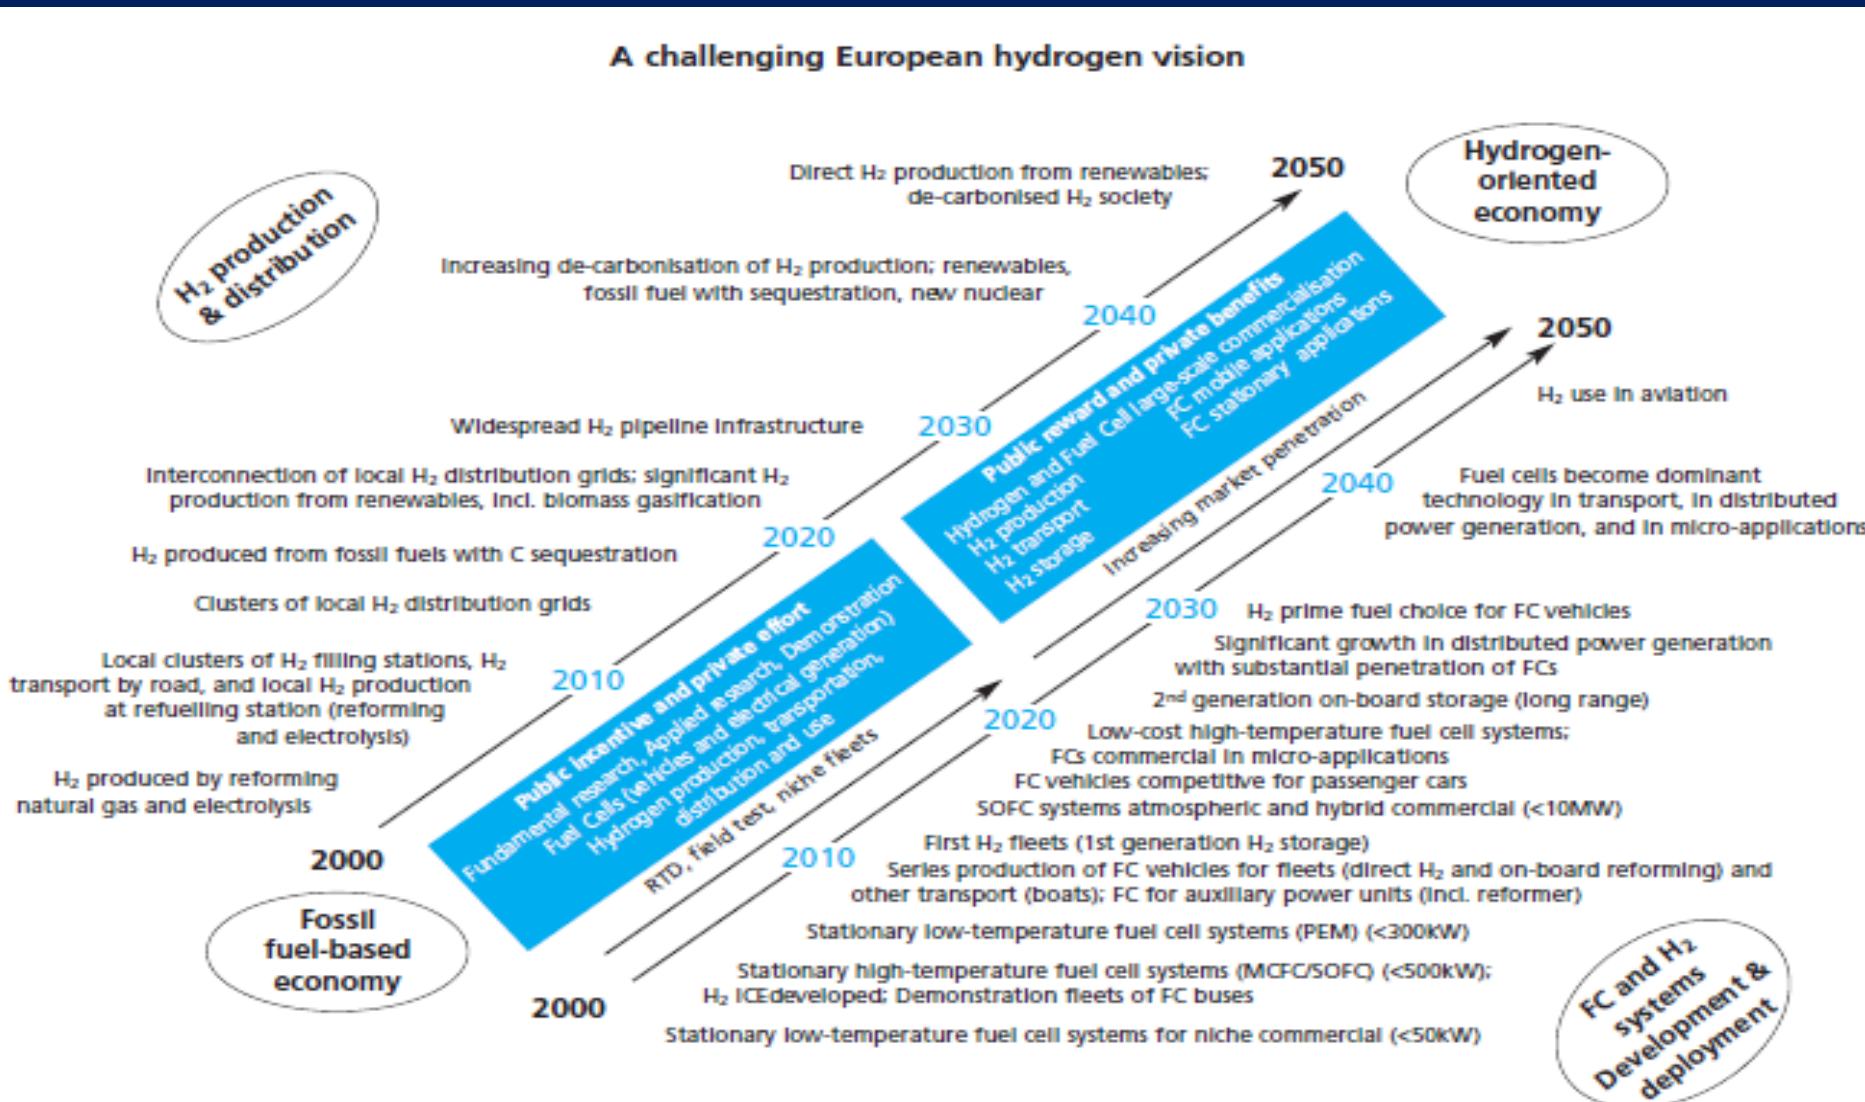 A challenging European hydrogen vision
H₂ production
& distribution
Direct H₂ production from renewables;
de-carbonised H₂ society
2050
Hydrogen-
oriented
economy
Increasing de-carbonisation of H₂ production; renewables,
fossil fuel with sequestration, new nuclear
2040
Widespread H₂ pipeline infrastructure
2030
Interconnection of local H₂ distribution grids; significant H₂
production from renewables, incl. biomass gasification
2020
H₂ produced from fossil fuels with C sequestration
Clusters of local H₂ distribution grids
Local clusters of H₂ filling stations, H₂
transport by road, and local H₂ production
at refuelling station (reforming
and electrolysis)
2010
H₂ produced by reforming
natural gas and electrolysis
2000
Fossil
fuel-based
economy
Public reward and private benefits
Hydrogen and Fuel Cell large-scale commercialisation
H₂ production
FC mobile applications
H₂ transport
FC stationary applications
H₂ storage
Increasing market penetration
Public incentive and private effort
Fundamental research, Applied research, Demonstration
Fuel Cells (vehicles and electrical generation)
Hydrogen production, transportation,
distribution and use
RTD, field test, niche fleets
2050
H₂ use in aviation
2040
Fuel cells become dominant
technology in transport, in distributed
power generation, and in micro-applications
2030
H₂ prime fuel choice for FC vehicles
Significant growth in distributed power generation
with substantial penetration of FCs
2nd generation on-board storage (long range)
2020
Low-cost high-temperature fuel cell systems;
FCs commercial in micro-applications
FC vehicles competitive for passenger cars
SOFC systems atmospheric and hybrid commercial (<10MW)
First H₂ fleets (1st generation H₂ storage)
2010
Series production of FC vehicles for fleets (direct H₂ and on-board reforming) and
other transport (boats); FC for auxiliary power units (incl. reformer)
Stationary low-temperature fuel cell systems (PEM) (<300kW)
Stationary high-temperature fuel cell systems (MCFC/SOFC) (<500kW);
H₂ ICEdeveloped; Demonstration fleets of FC buses
2000
Stationary low-temperature fuel cell systems for niche commercial (<50kW)
FC and H₂
systems
Development &
deployment